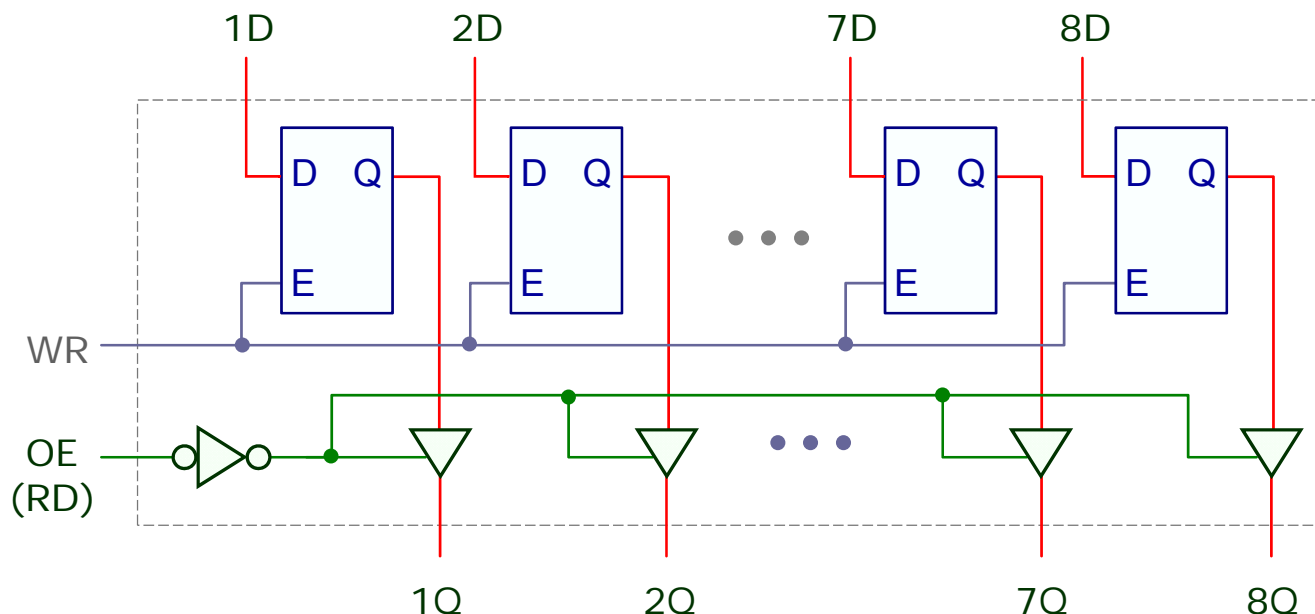 1D 2D 7D 8D
D Q D Q D Q D Q
E E E E
WR
OE
(RD)
1Q 2Q 7Q 8Q